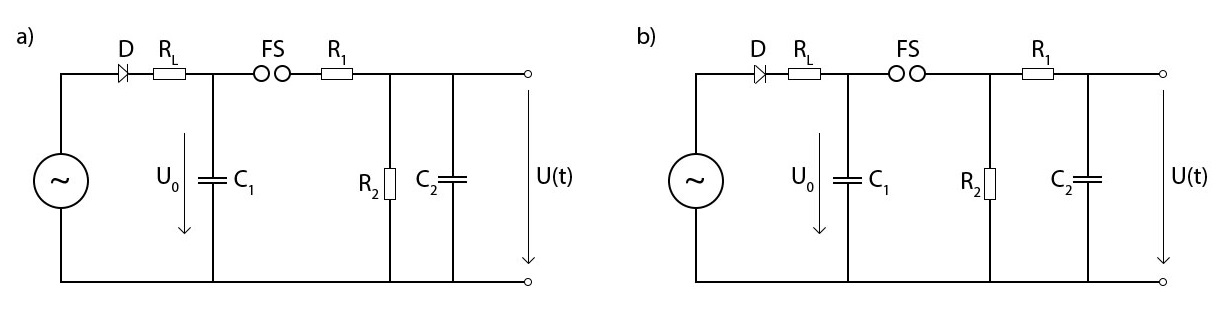 a)
D R_L FS R_1
U_0 C_1 R_2 C_2 U(t)
~
b)
D R_L FS R_1
U_0 C_1 R_2 C_2 U(t)
~